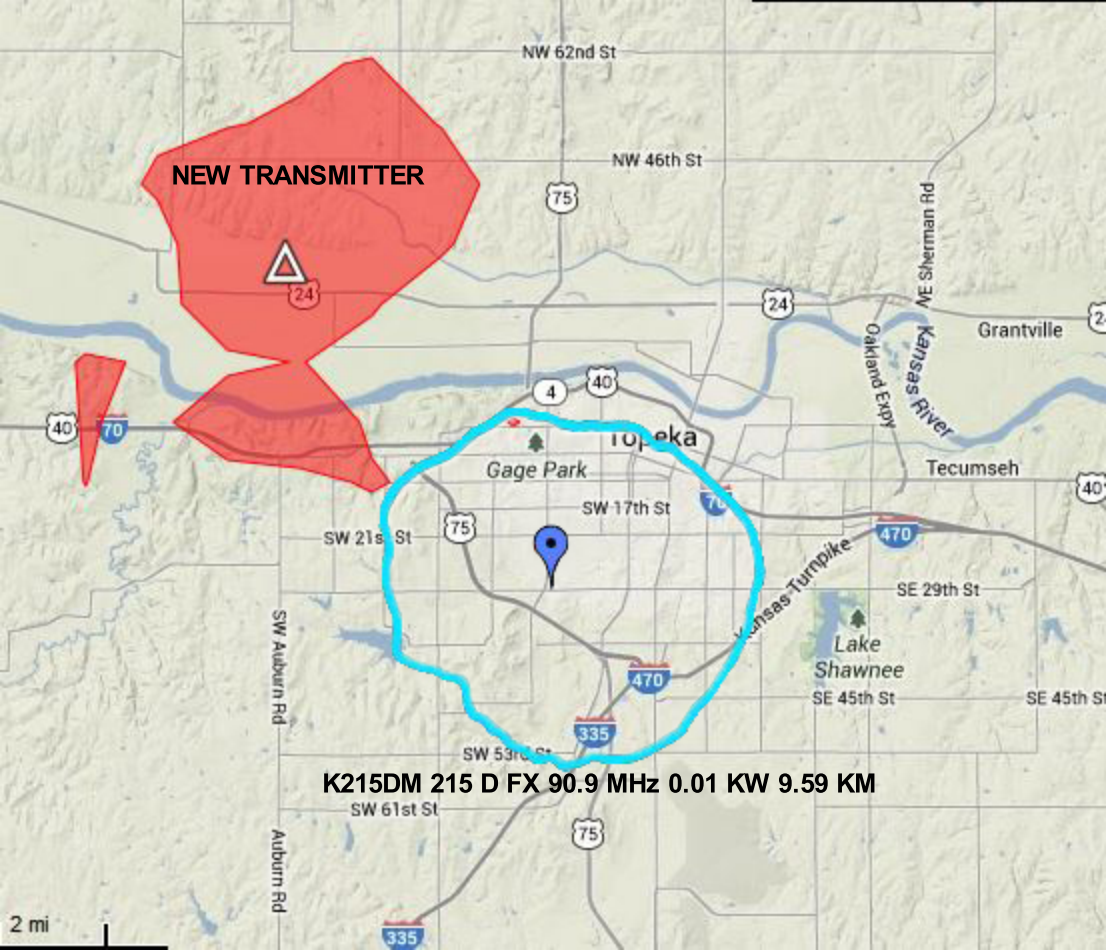 NW 62nd St
NW 46th St
NEW TRANSMITTER
75
NE Sherman Rd
24
24
Grantville
Oakland Expy
Kansas River
4
40
40
70
Topeka
Gage Park
Tecumseh
40
SW 17th St
70
75
SW 21st St
470
Kansas Turnpike
SE 29th St
SW Auburn Rd
Lake
Shawnee
470
SE 45th St
SE 45th St
335
SW 53rd St
K215DM 215 D FX 90.9 MHz 0.01 KW 9.59 KM
SW 61st St
75
Auburn Rd
2 mi
335